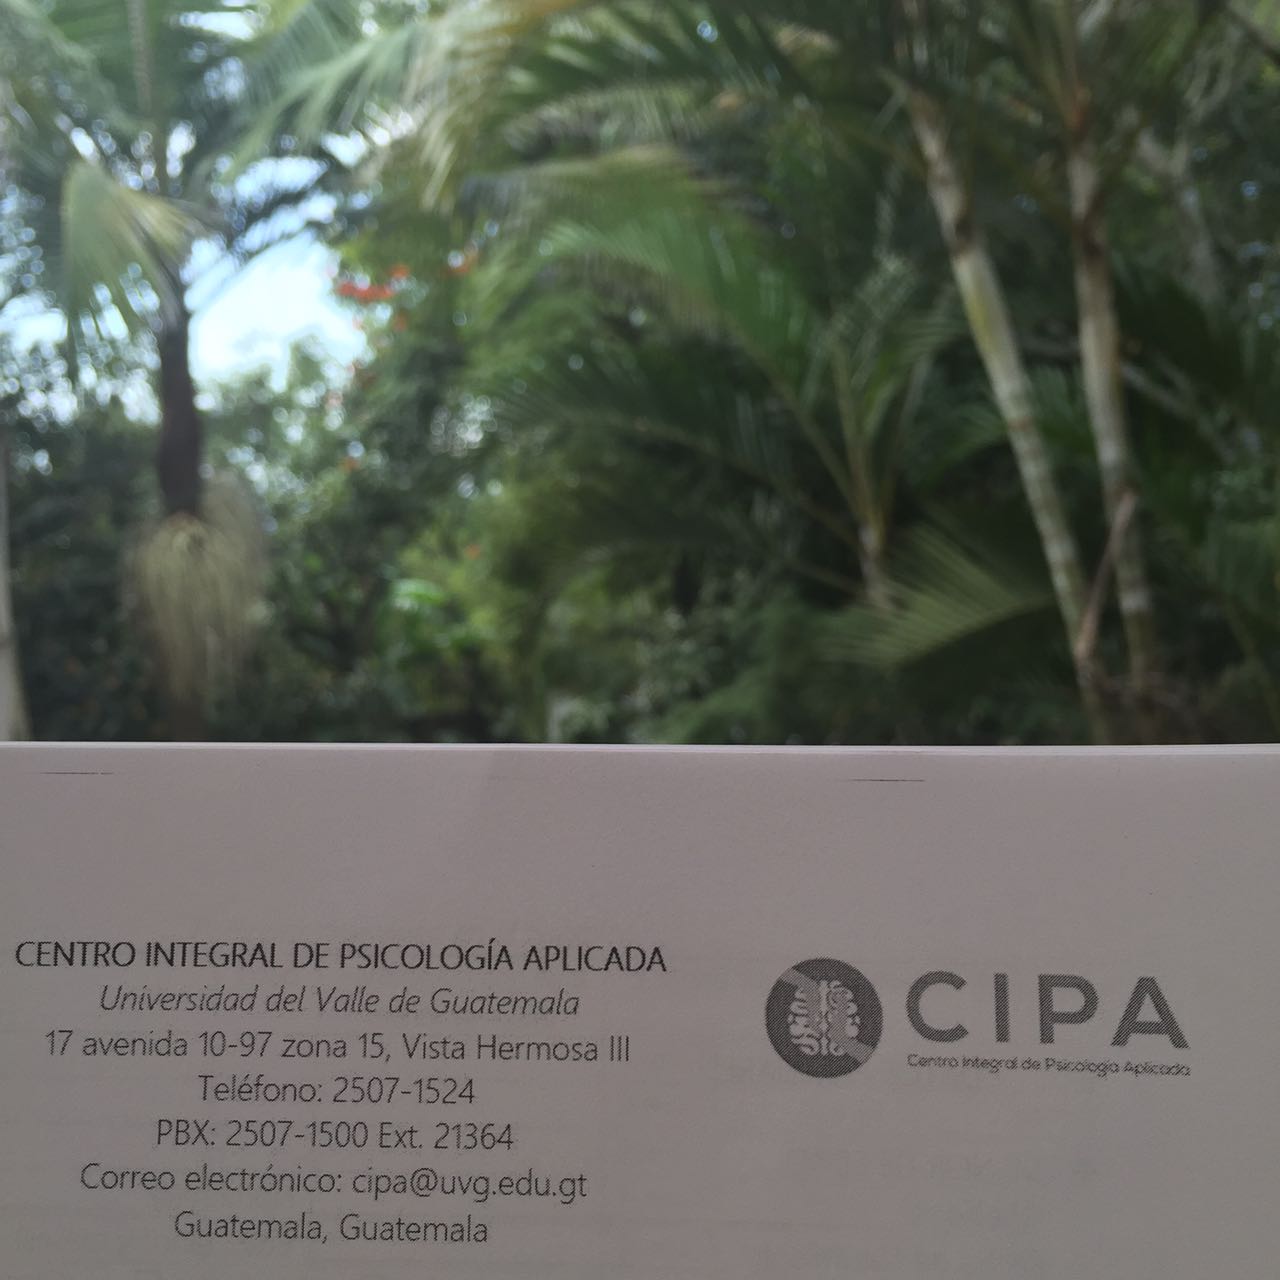 CENTRO INTEGRAL DE PSICOLOGÍA APLICADA
Universidad del Valle de Guatemala
17 avenida 10-97 zona 15, Vista Hermosa III
Teléfono: 2507-1524
PBX: 2507-1500 Ext. 21364
Correo electrónico: cipa@uvg.edu.gt
Guatemala, Guatemala
CIPA
Centro Integral de Psicología Aplicada